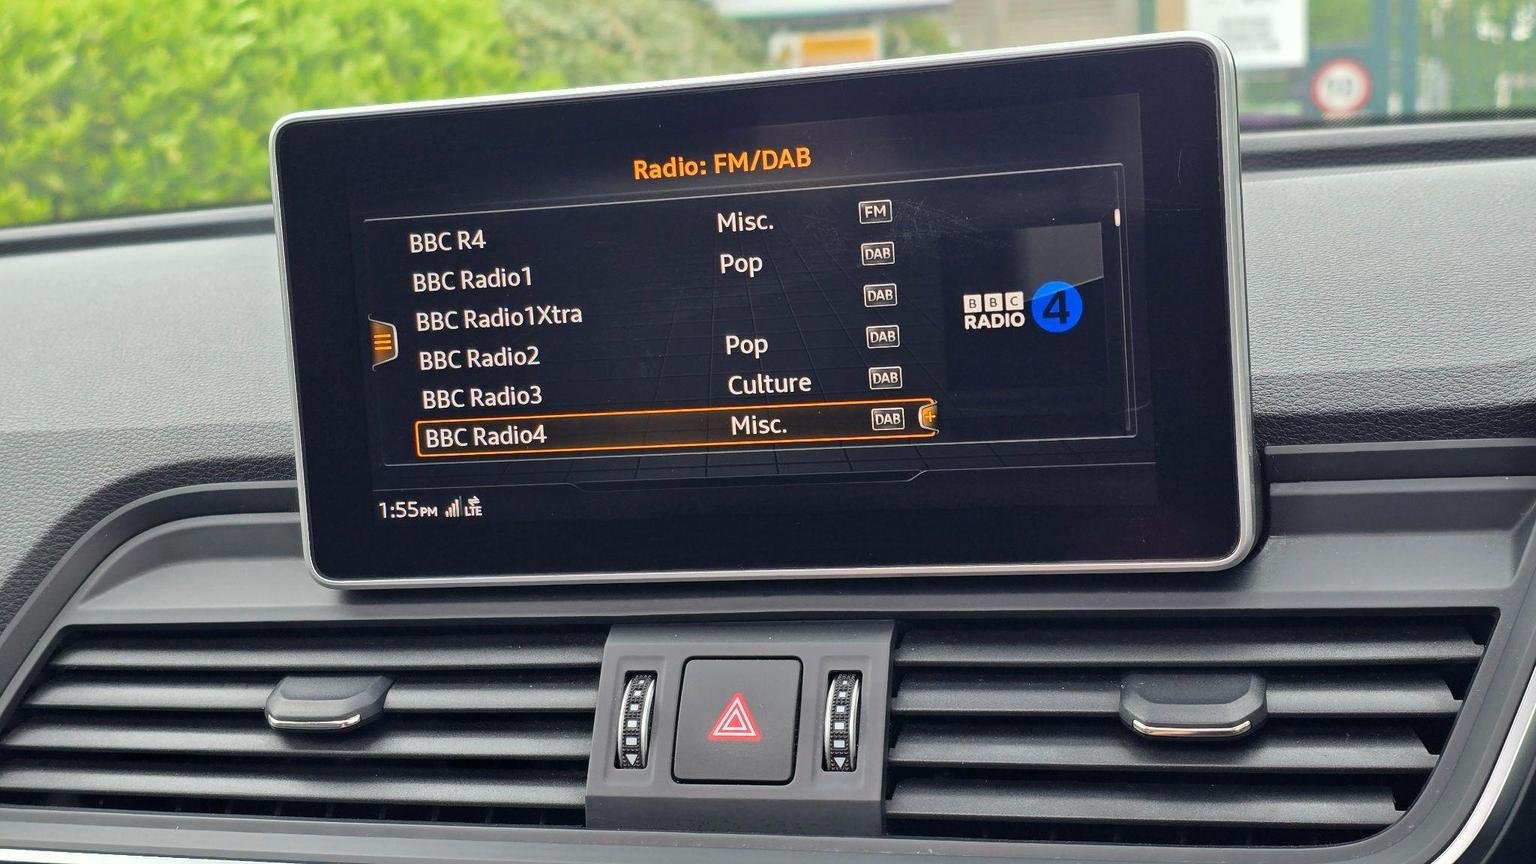 Radio: FM/DAB
BBC R4 Misc. FM
BBC Radio1 Pop DAB
BBC Radio1Xtra DAB
BBC Radio2 Pop DAB
BBC Radio3 Culture DAB
BBC Radio4 Misc. DAB
BBC
RADIO 4
1:55PM LTE
10